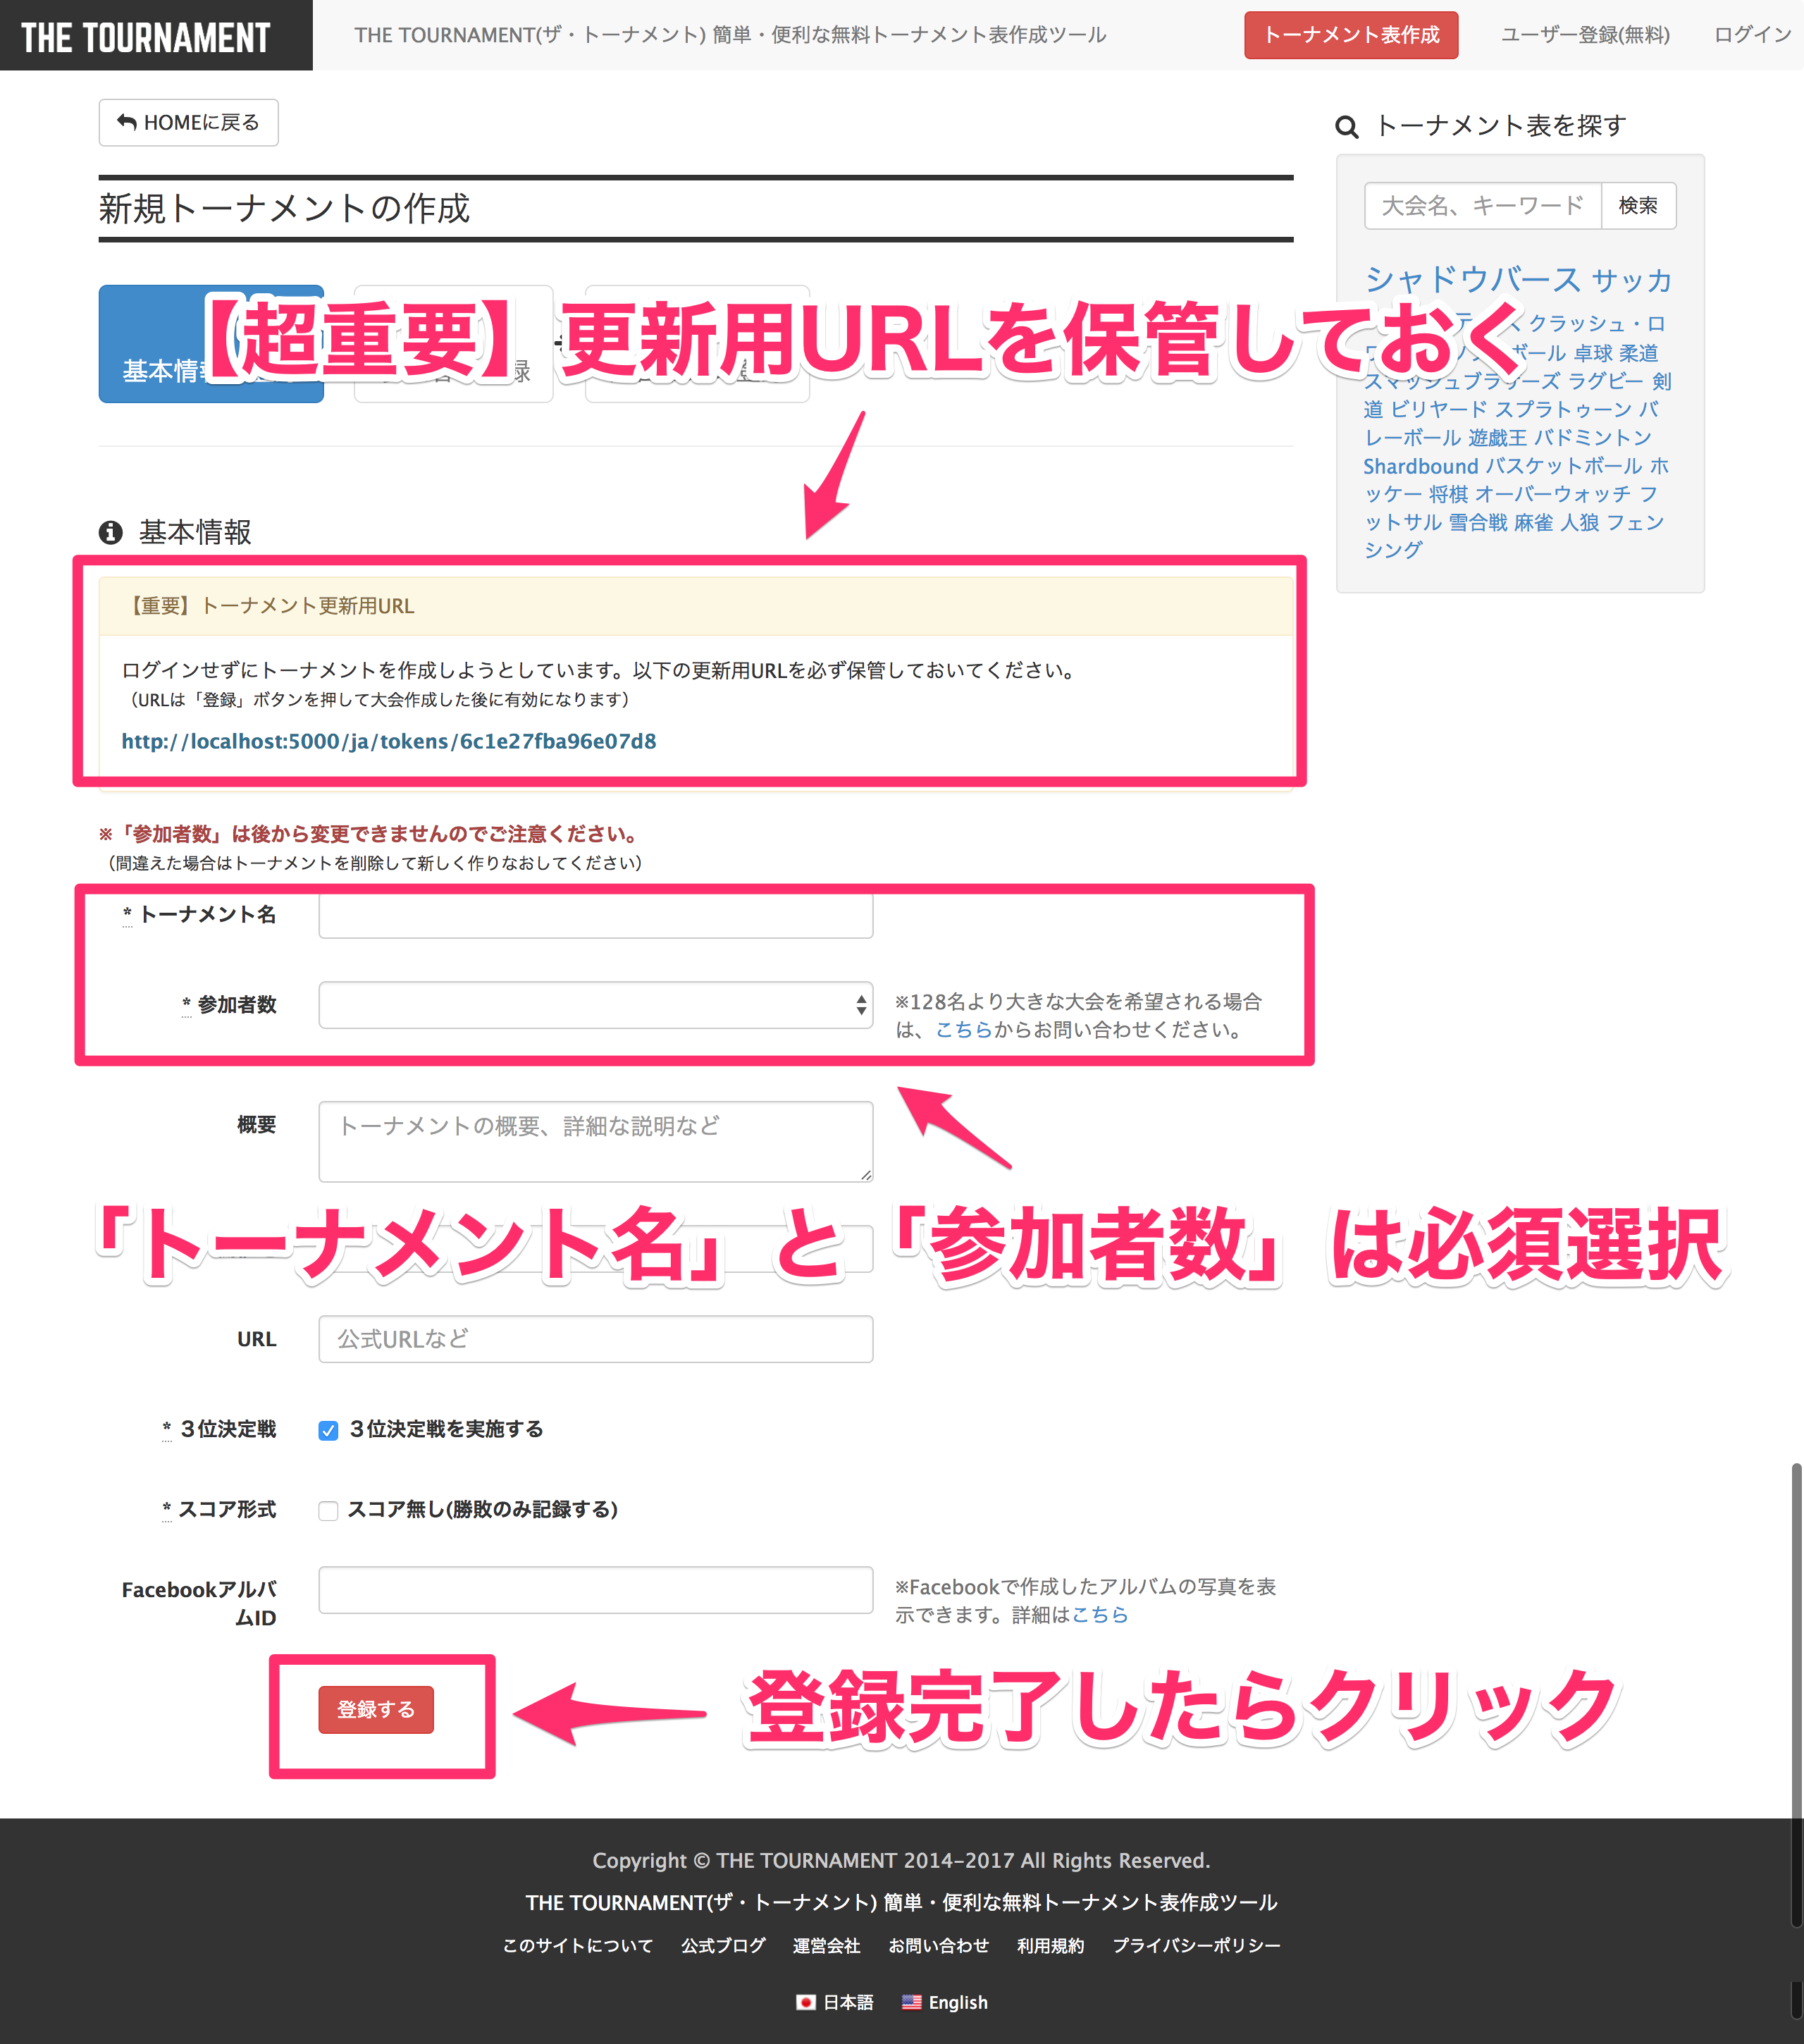 THE TOURNAMENT
THE TOURNAMENT(ザ・トーナメント) 簡単・便利な無料トーナメント表作成ツール
トーナメント表作成
ユーザー登録(無料)
ログイン
HOMEに戻る
新規トーナメントの作成
【超重要】更新用URLを保管しておく
基本情報
【重要】トーナメント更新用URL
ログインせずにトーナメントを作成しようとしています。以下の更新用URLを必ず保管しておいてください。
（URLは「登録」ボタンを押して大会作成した後に有効になります）
http://localhost:5000/ja/tokens/6c1e27fba96e07d8
※「参加者数」は後から変更できませんのでご注意ください。
（間違えた場合はトーナメントを削除して新しく作りなおしてください）
* トーナメント名
* 参加者数
※128名より大きな大会を希望される場合
は、こちらからお問い合わせください。
概要
トーナメントの概要、詳細な説明など
「トーナメント名」と「参加者数」は必須選択
URL
公式URLなど
* ３位決定戦
３位決定戦を実施する
* スコア形式
スコア無し(勝敗のみ記録する)
Facebookアルバ
ムID
※Facebookで作成したアルバムの写真を表
示できます。詳細はこちら
登録する
登録完了したらクリック
トーナメント表を探す
大会名、キーワード
検索
シャドウバース サッカ
クラッシュ・ロ
ボール 卓球 柔道
スマッシュブラザーズ ラグビー 剣
道 ビリヤード スプラトゥーン バ
レーボール 遊戯王 バドミントン
Shardbound バスケットボール ホ
ッケー 将棋 オーバーウォッチ フ
ットサル 雪合戦 麻雀 人狼 フェン
シング
Copyright © THE TOURNAMENT 2014-2017 All Rights Reserved.
THE TOURNAMENT(ザ・トーナメント) 簡単・便利な無料トーナメント表作成ツール
このサイトについて 公式ブログ 運営会社 お問い合わせ 利用規約 プライバシーポリシー
日本語 English